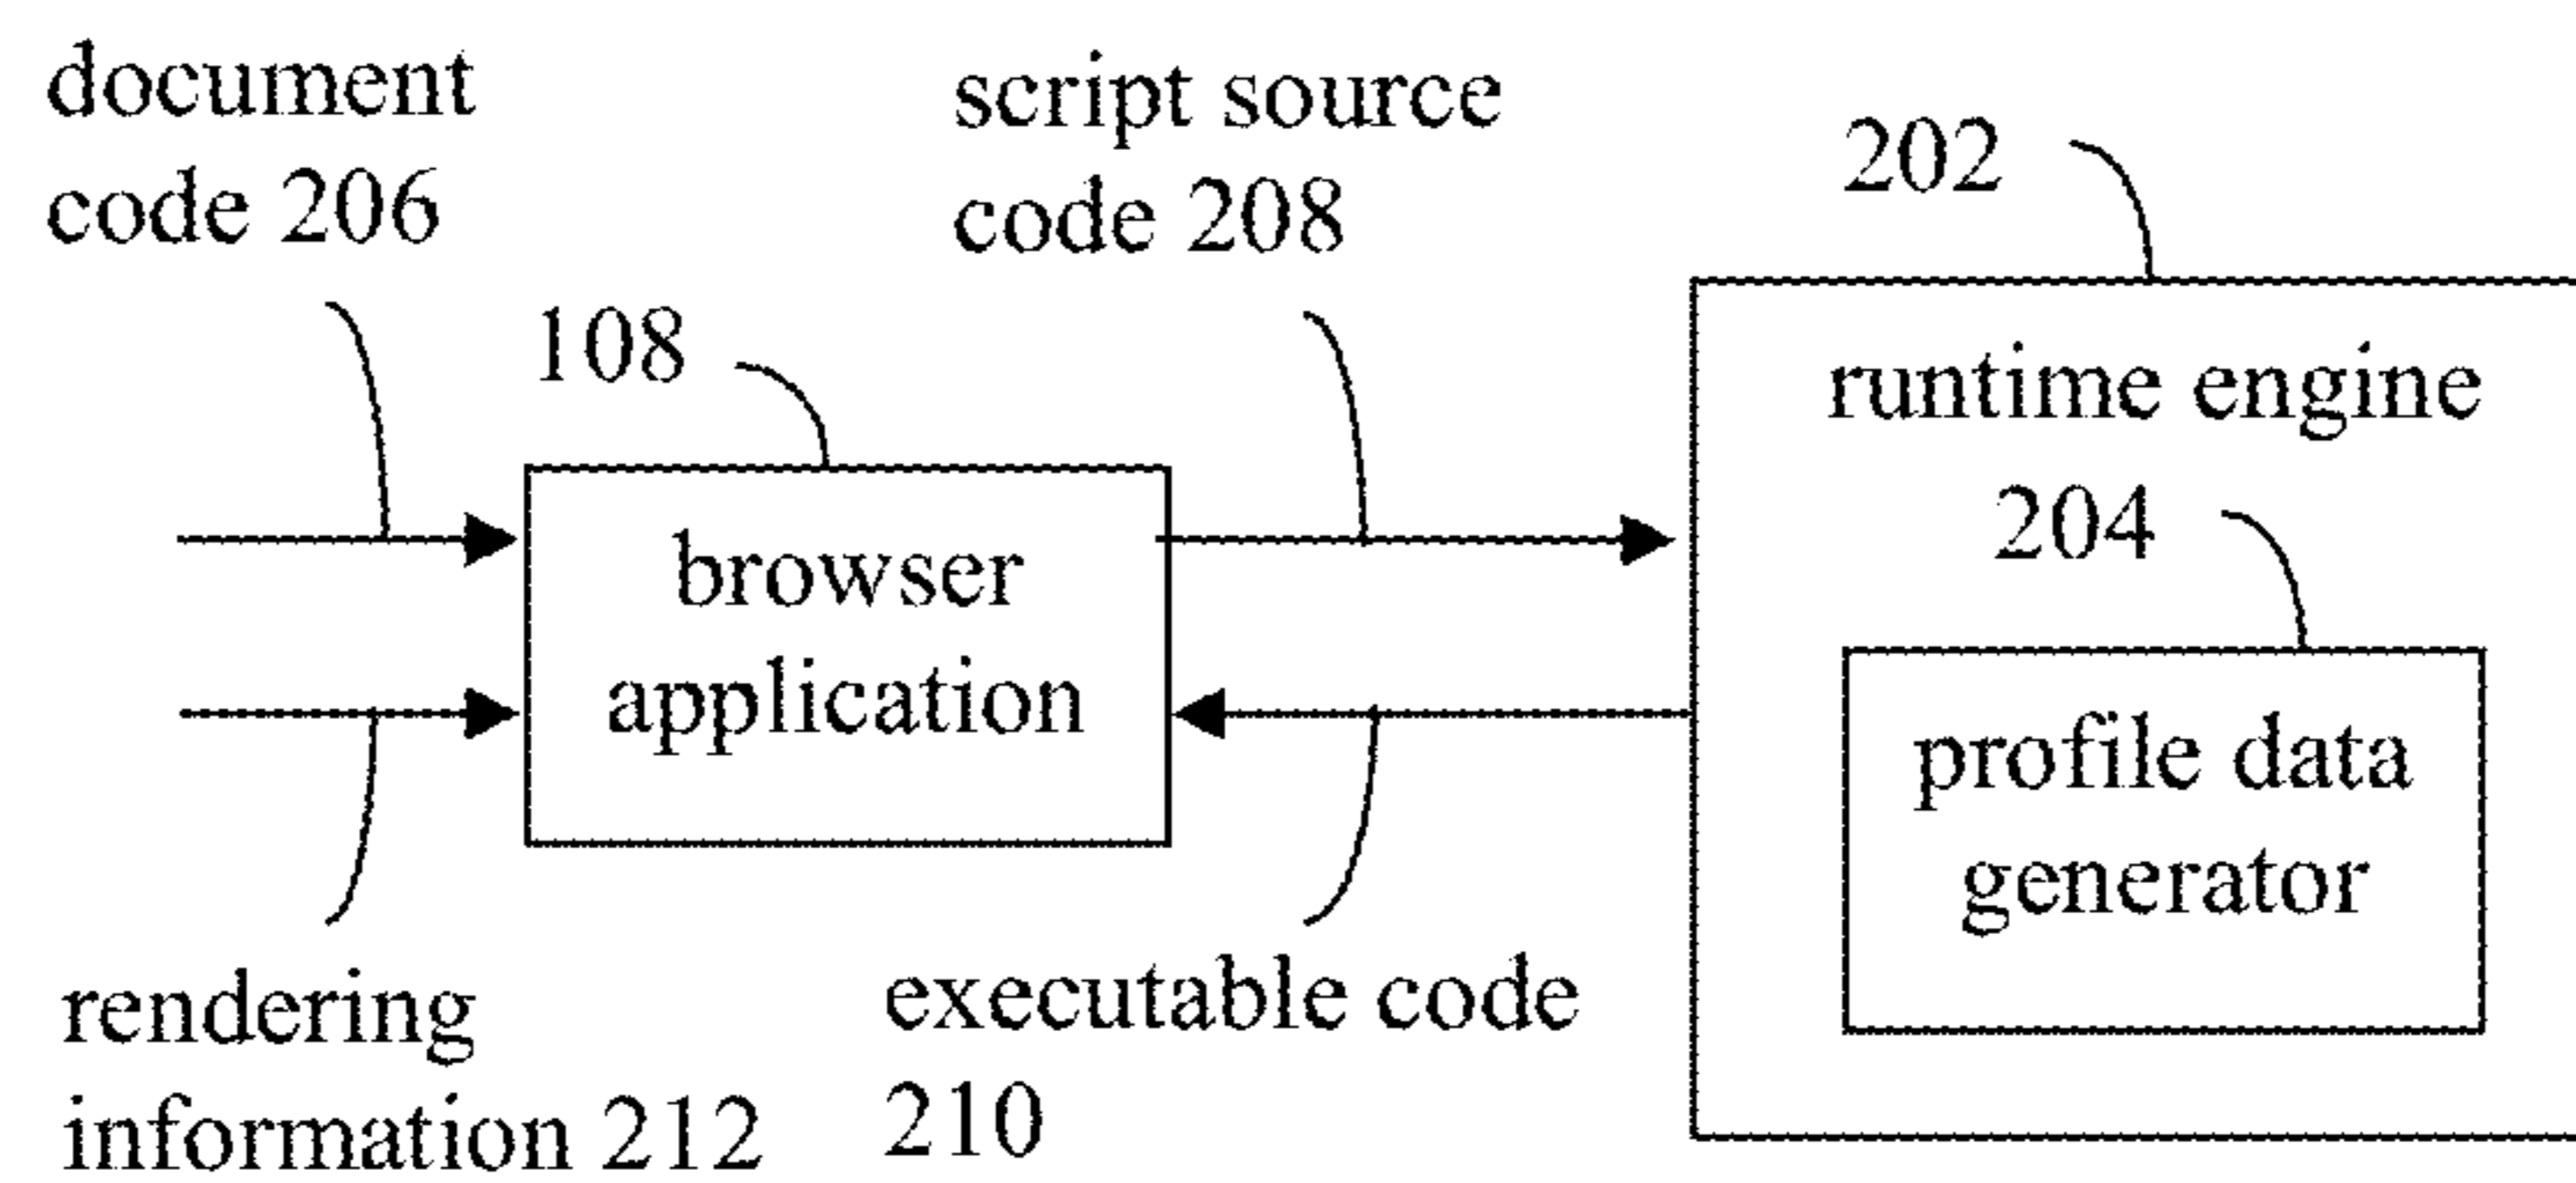 document
code 206
script source
code 208
202
108
runtime engine
204
browser
application
profile data
generator
rendering
information 212
executable code
210